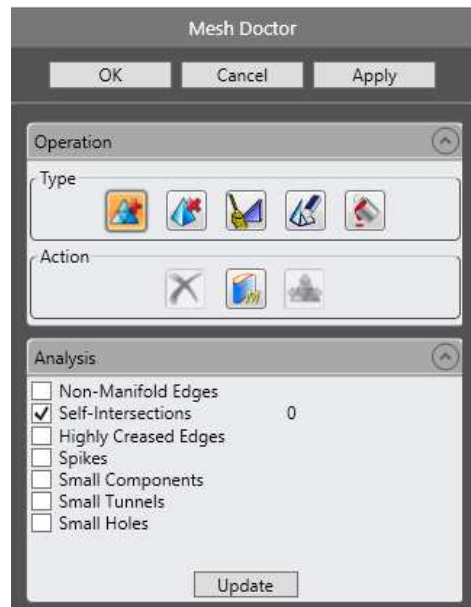 Mesh Doctor
OK Cancel Apply
Operation
Type
Action
Analysis
Non-Manifold Edges
Self-Intersections 0
Highly Creased Edges
Spikes
Small Components
Small Tunnels
Small Holes
Update